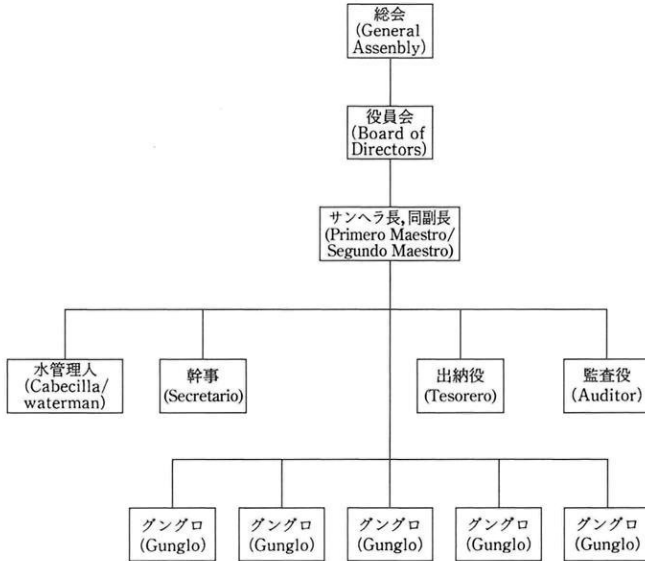 総会
(General
Assembly)
役員会
(Board of
Directors)
サンヘラ長,同副長
(Primero Maestro/
Segundo Maestro)
水管理人
(Cabecilla/
waterman)
幹事
(Secretario)
出納役
(Tesorero)
監査役
(Auditor)
グングロ
(Gunglo)
グングロ
(Gunglo)
グングロ
(Gunglo)
グングロ
(Gunglo)
グングロ
(Gunglo)